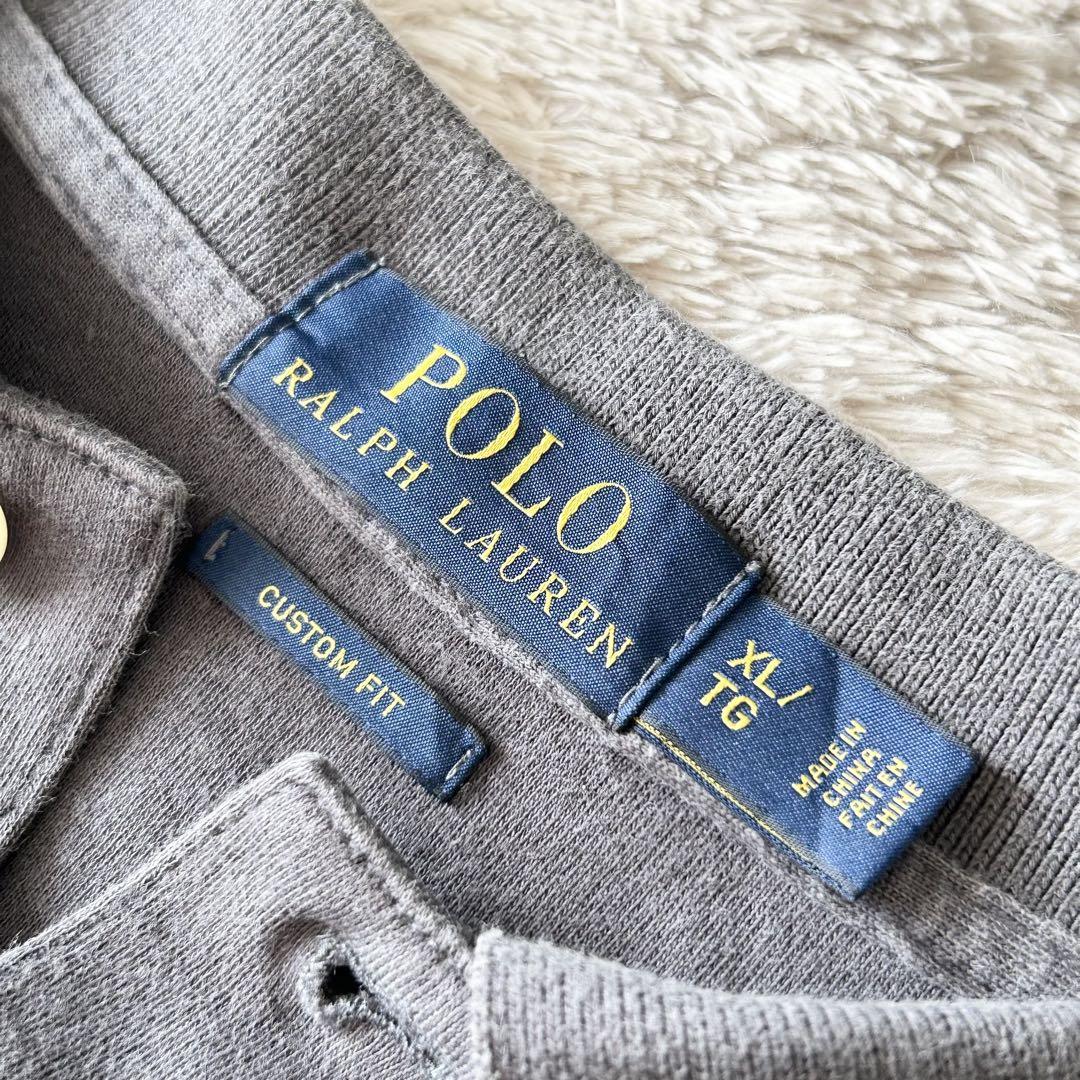 POLO
RALPH LAUREN
CUSTOM FIT
XL/
TG
MADE IN
CHINA
FAIT EN
CHINE